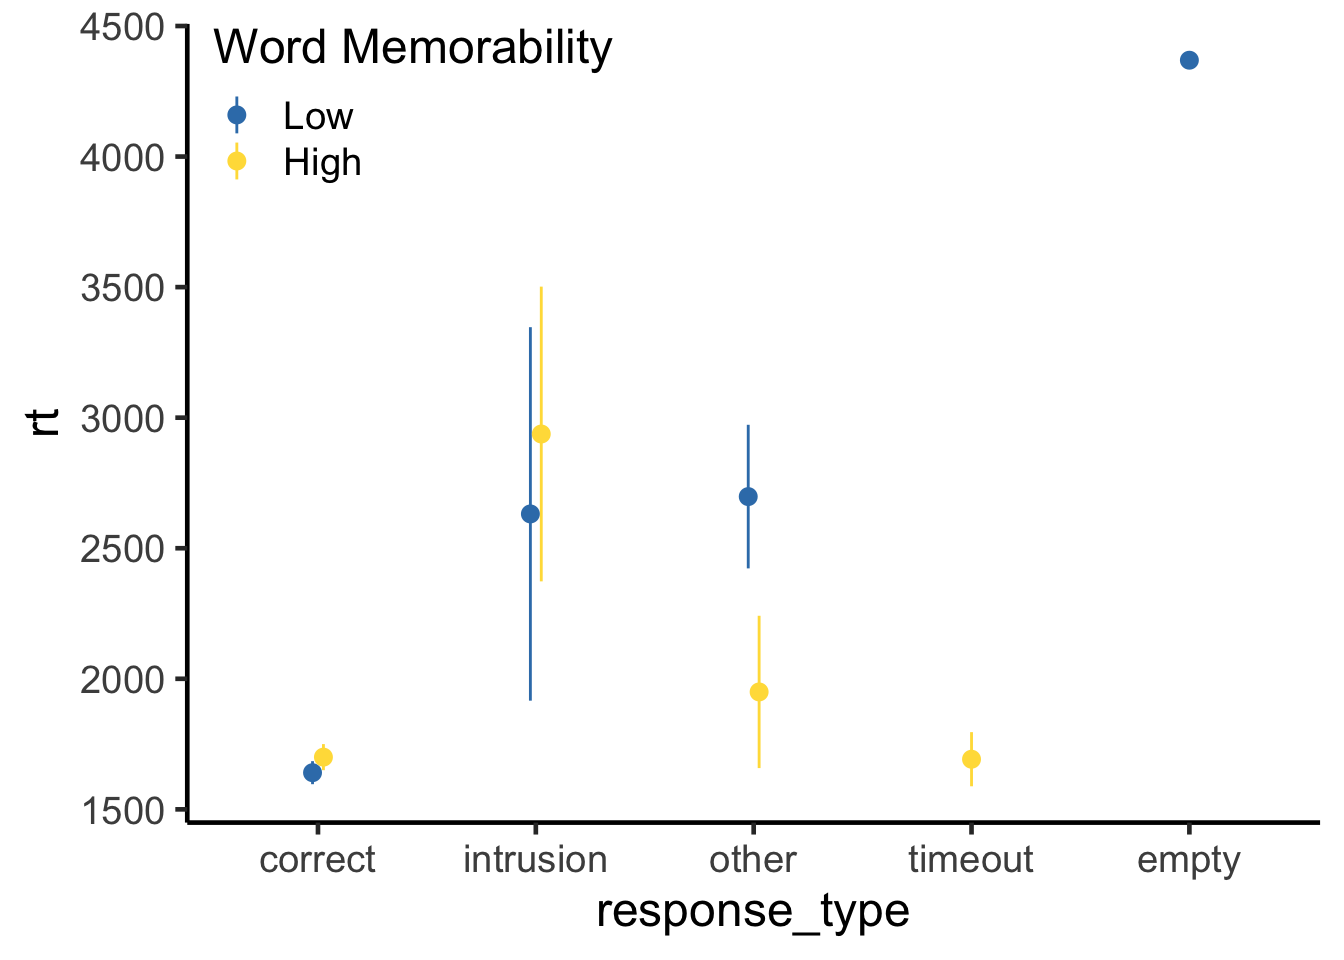 4500
4000
3500
3000
2500
2000
1500
rt
Word Memorability
Low
High
correct intrusion other timeout empty
response_type